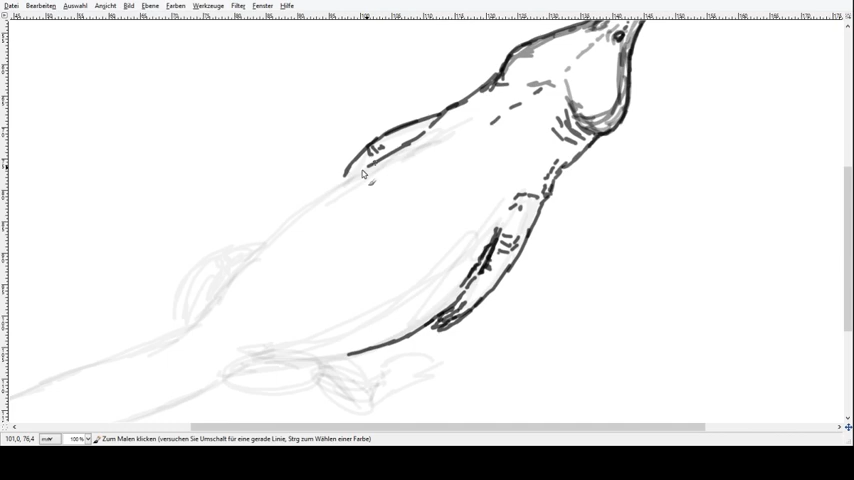 Datei Bearbeiten Auswahl Ansicht Bild Ebene Farben Werkzeuge Filter Fenster Hilfe
101,0, 76,4 100 % Zum Malen klicken (versuchen Sie Umschalt für eine gerade Linie, Strg zum Wählen einer Farbe)